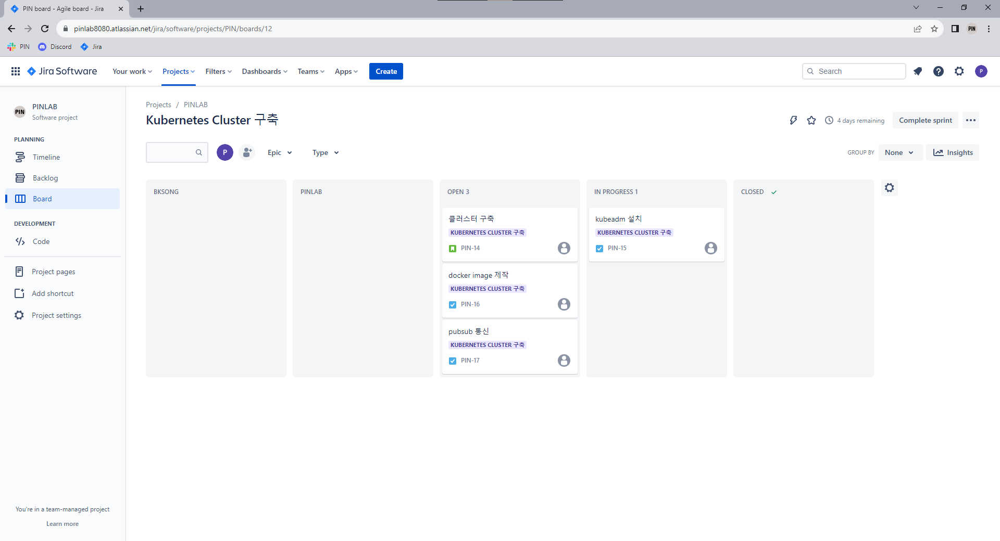 PIN board - Agile board - Jira
pinlab8080.atlassian.net/jira/software/projects/PIN/boards/12
PIN
PIN Discord Jira
Jira Software Your work Projects Filters Dashboards Teams Apps Create Search P
PIN
PINLAB
Software project
PLANNING
Timeline
Backlog
Board
DEVELOPMENT
Code
Project pages
Add shortcut
Project settings
You're in a team-managed project
Learn more
Projects / PINLAB
Kubernetes Cluster 구축
4 days remaining Complete sprint
P Epic Type GROUP BY None Insights
BKSONG
PINLAB
OPEN 3
클러스터 구축
KUBERNETES CLUSTER 구축
PIN-14
docker image 제작
KUBERNETES CLUSTER 구축
PIN-16
pubsub 통신
KUBERNETES CLUSTER 구축
PIN-17
IN PROGRESS 1
kubeadm 설치
KUBERNETES CLUSTER 구축
PIN-15
CLOSED